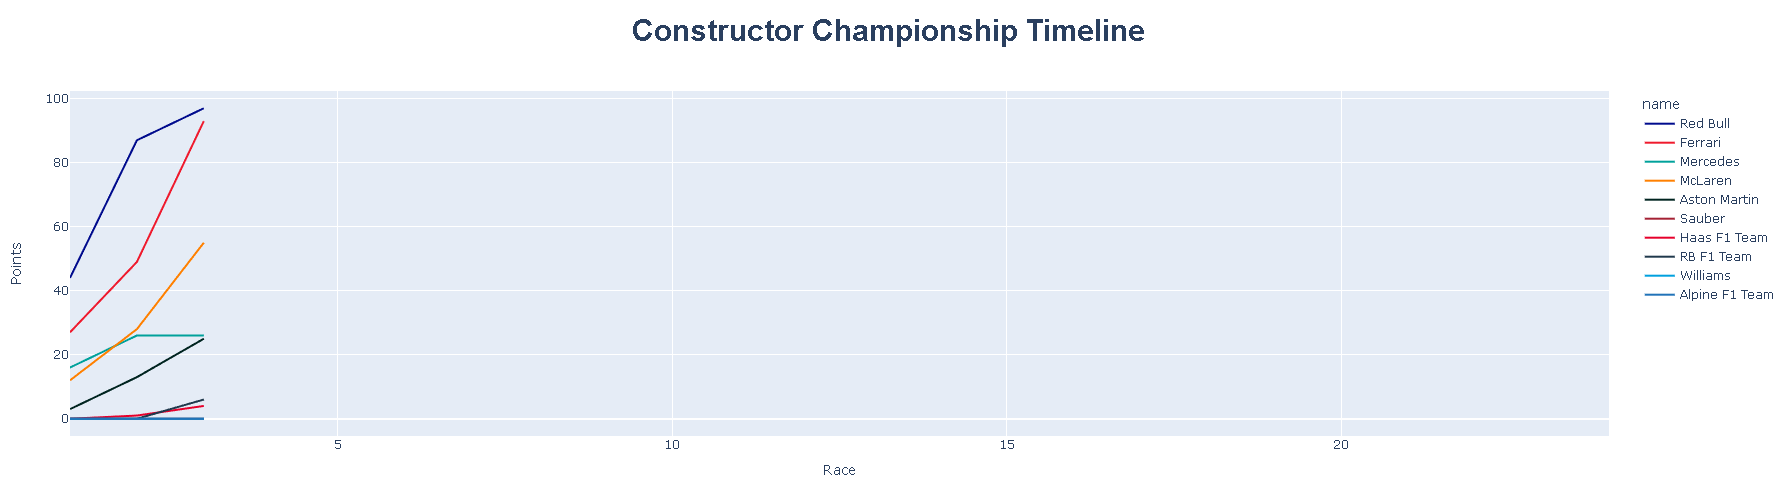 Constructor Championship Timeline
100
80
60
40
20
0
Points
5
10
15
20
Race
name
Red Bull
Ferrari
Mercedes
McLaren
Aston Martin
Sauber
Haas F1 Team
RB F1 Team
Williams
Alpine F1 Team